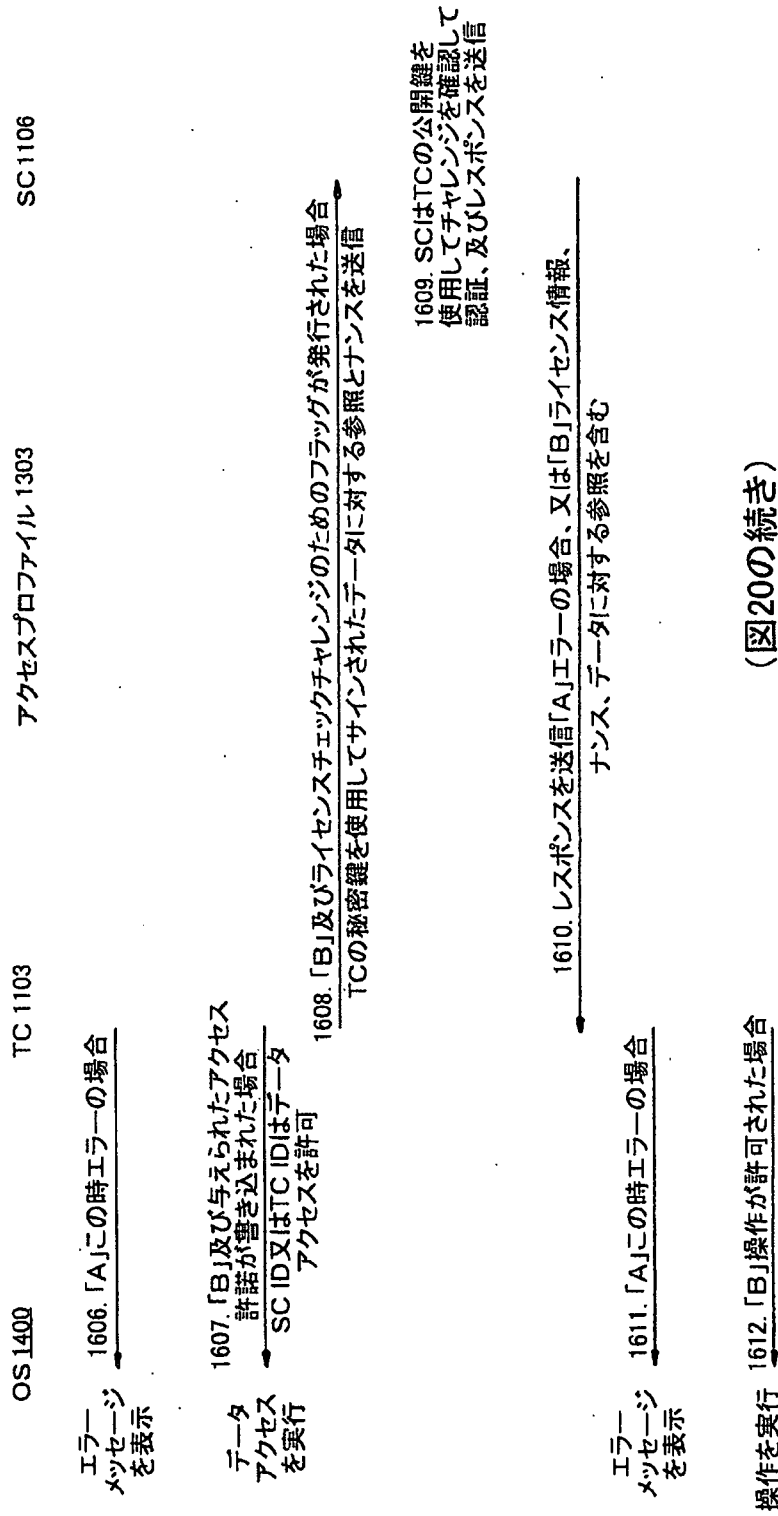 OS 1400
TC 1103
アクセスプロファイル 1303
SC 1106
エラー
メッセージ
を表示
1606.「A」この時エラーの場合
データ
アクセス
を実行
1607.「B」及び与えられたアクセス
許諾が書き込まれた場合
SC ID又はTC IDはデータ
アクセスを許可
1608.「B」及びライセンスチェックチャレンジのためのフラッグが発行された場合
TCの秘密鍵を使用してサインされたデータに対する参照とナンスを送信
1609. SCはTCの公開鍵を
使用してチャレンジを確認して
認証、及びレスポンスを送信
1610. レスポンスを送信「A」エラーの場合、又は「B」ライセンス情報、
ナンス、データに対する参照を含む
エラー
メッセージ
を表示
1611.「A」この時エラーの場合
操作を実行
1612.「B」操作が許可された場合
(図20の続き)